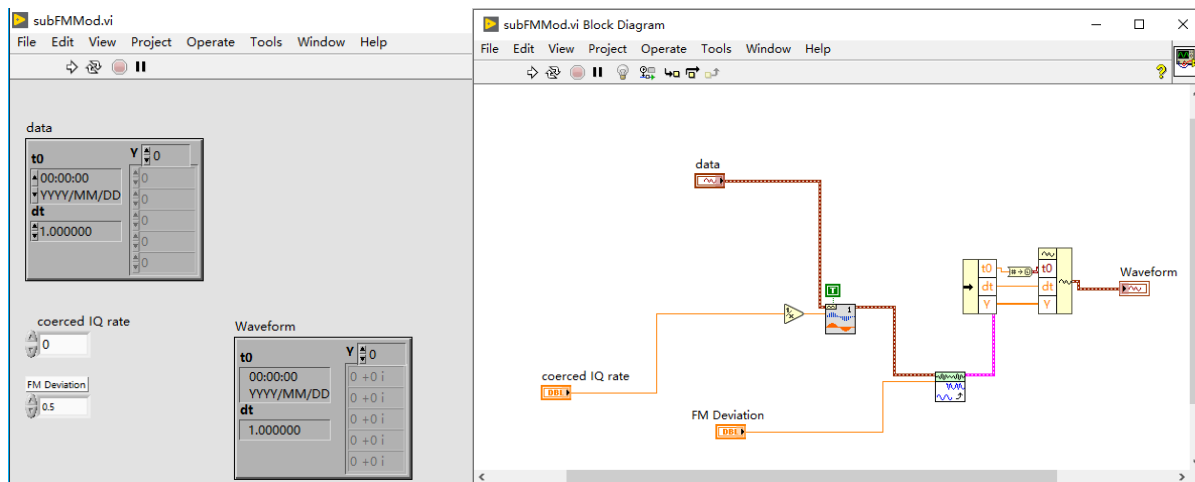 subFMMod.vi
File Edit View Project Operate Tools Window Help
data
t0
00:00:00
YYYY/MM/DD
dt
1.000000
Y 0
0
0
0
0
0
coerced IQ rate
0
FM Deviation
0.5
Waveform
t0
00:00:00
YYYY/MM/DD
dt
1.000000
Y 0
0 +0 i
0 +0 i
0 +0 i
0 +0 i
0 +0 i
subFMMod.vi Block Diagram
File Edit View Project Operate Tools Window Help
?
data
T
1
1/x
coerced IQ rate
DBL
FM Deviation
DBL
t0
dt
Y
t0
dt
Y
Waveform